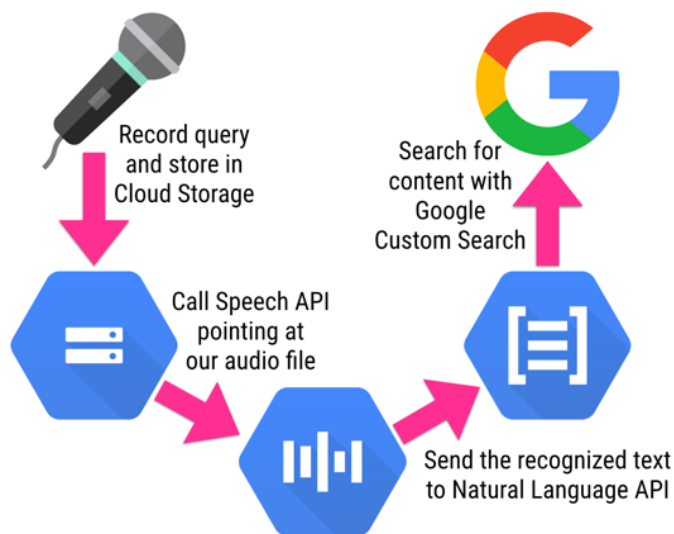 Record query
and store in
Cloud Storage
Call Speech API
pointing at
our audio file
Send the recognized text
to Natural Language API
Search for
content with
Google
Custom Search